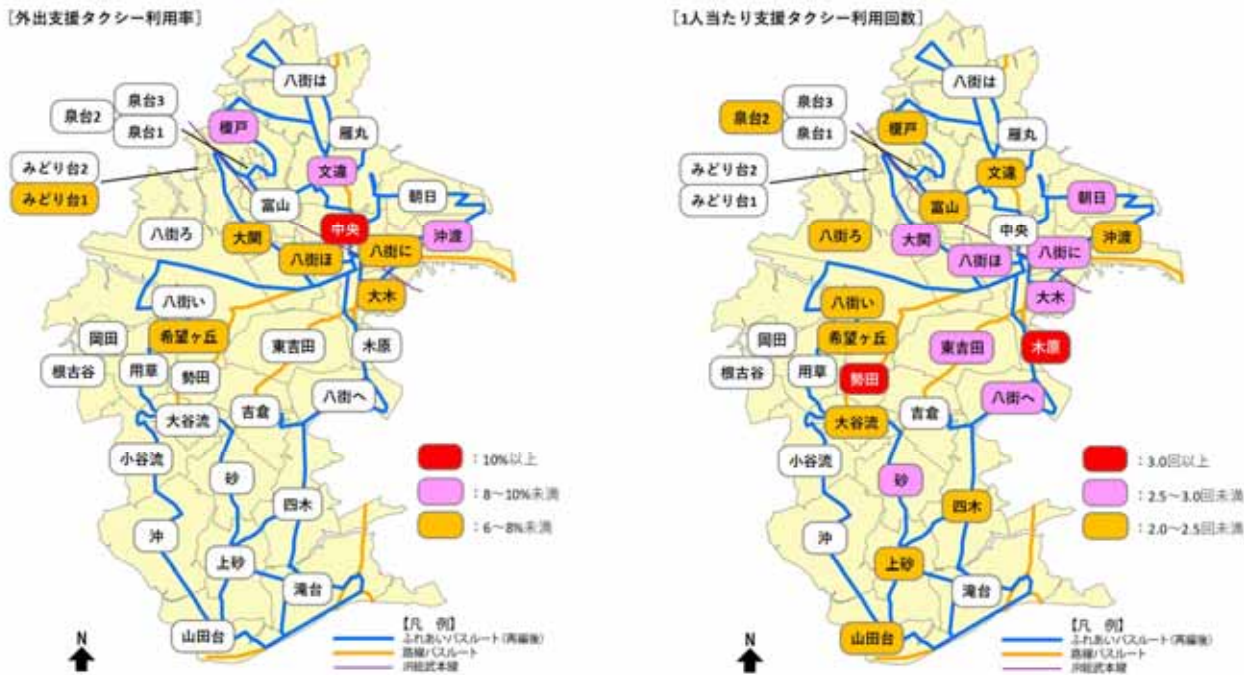 [外出支援タクシー利用率]
八街は
泉台3
泉台2
泉台1
榎戸
雁丸
みどり台2
文違
みどり台1
富山
朝日
八街ろ
大関
中央
沖渡
八街ほ
八街に
八街い
大木
岡田
希望ヶ丘
東吉田
木原
根古谷
用草
勢田
八街へ
大谷流
吉倉
小谷流
砂
:10%以上
四木
:8～10%未満
沖
:6～8%未満
上砂
滝台
山田台
N
【凡 例】
ふれあいバスルート(再編後)
路線バスルート
JR総武本線
[1人当たり支援タクシー利用回数]
八街は
泉台3
泉台2
泉台1
榎戸
雁丸
みどり台2
文違
みどり台1
富山
朝日
八街ろ
大関
中央
沖渡
八街ほ
八街に
八街い
大木
岡田
希望ヶ丘
東吉田
木原
根古谷
用草
勢田
八街へ
大谷流
吉倉
小谷流
砂
:3.0回以上
四木
:2.5～3.0回未満
沖
:2.0～2.5回未満
上砂
滝台
山田台
N
【凡 例】
ふれあいバスルート(再編後)
路線バスルート
JR総武本線